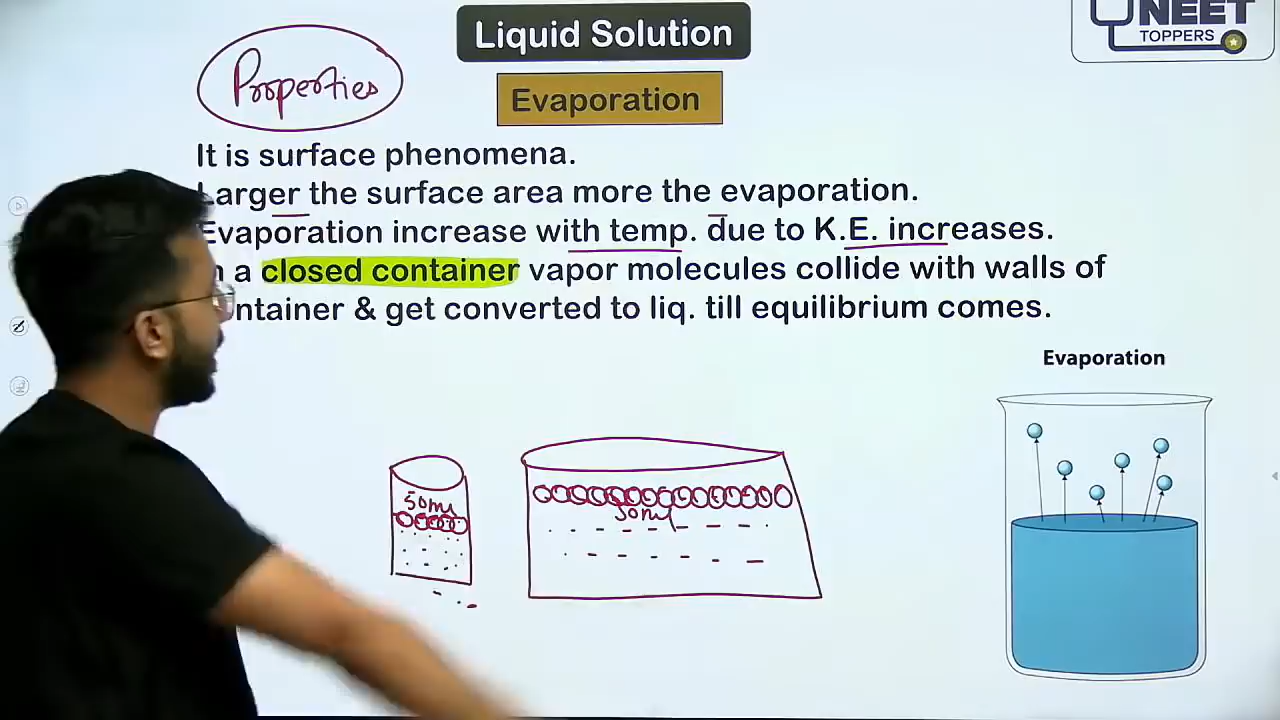 Liquid Solution
NEET
TOPPERS
Properties
Evaporation
It is surface phenomena.
Larger the surface area more the evaporation.
Evaporation increase with temp. due to K.E. increases.
a closed container vapor molecules collide with walls of
ntainer & get converted to liq. till equilibrium comes.
Evaporation
50ml
50ml